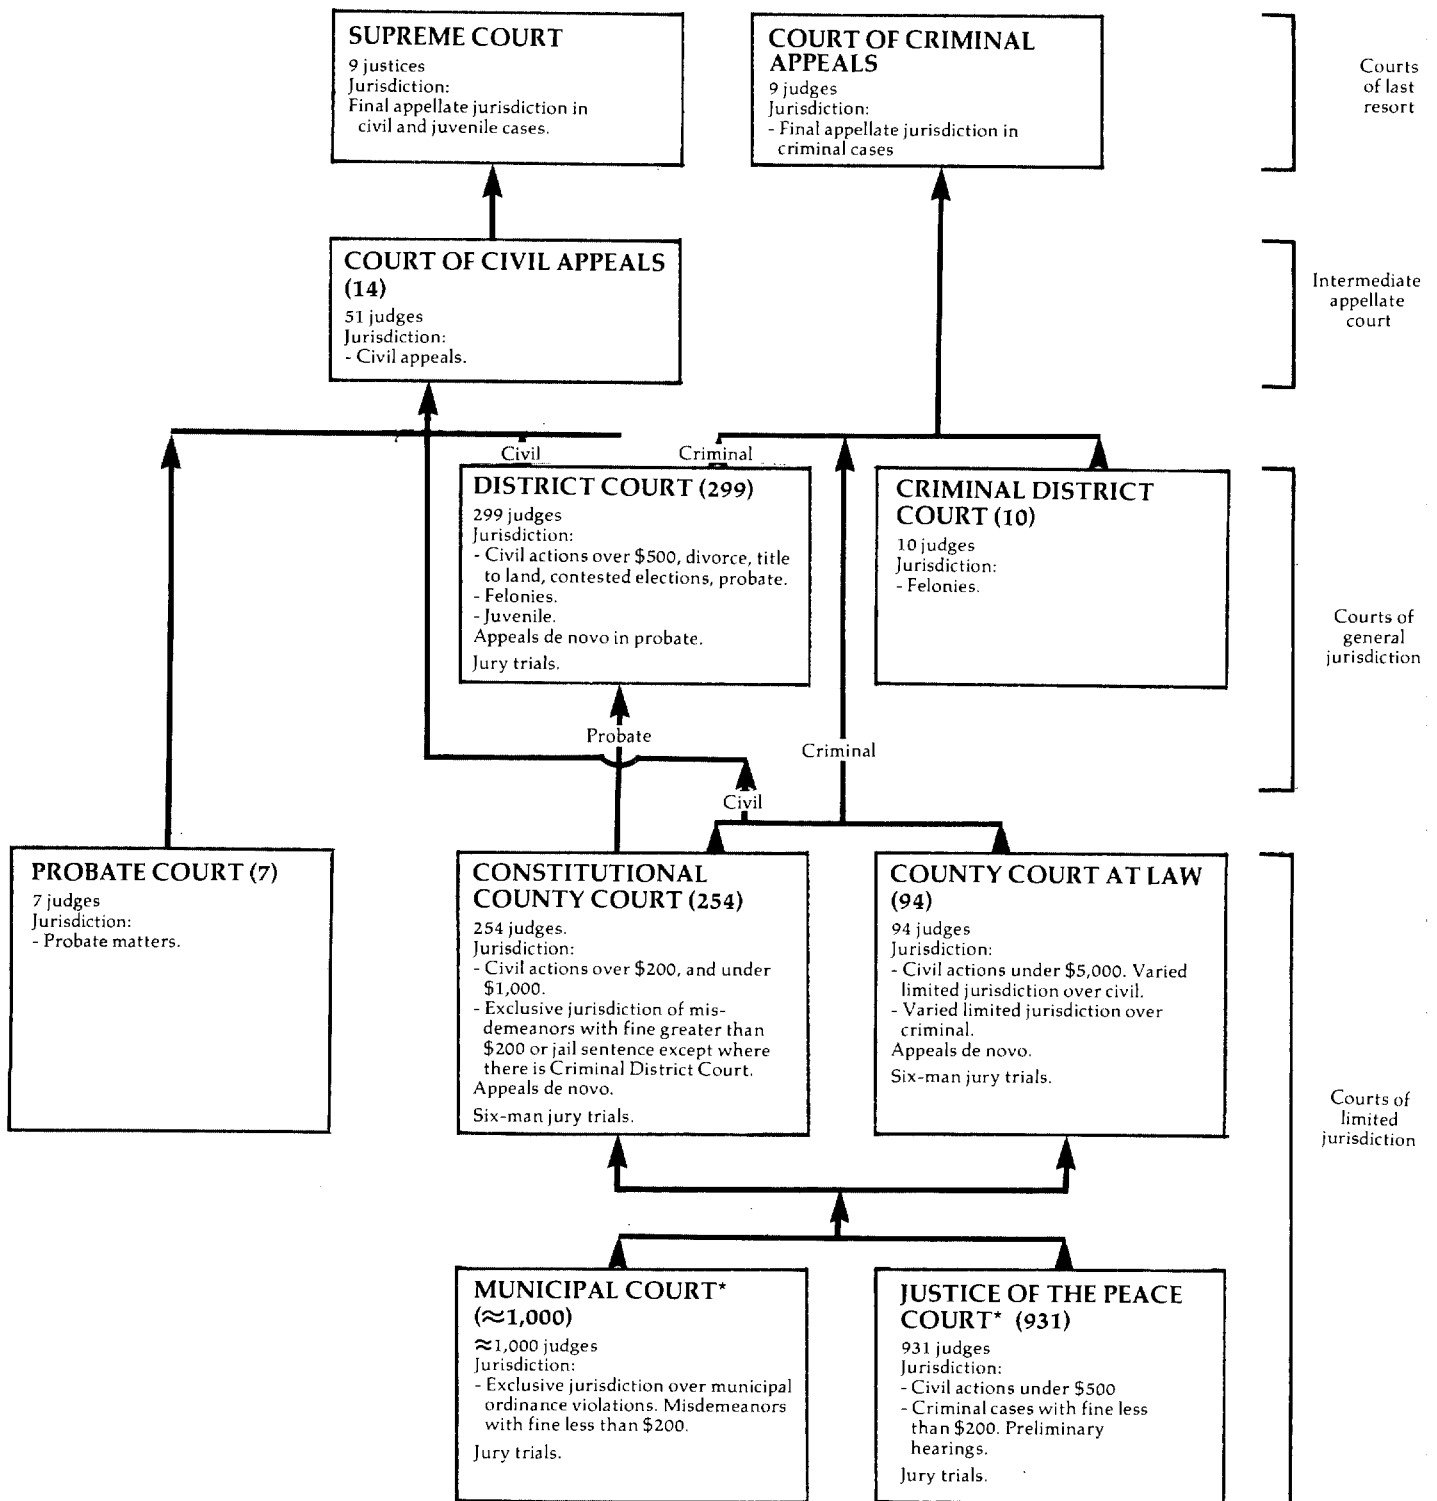 SUPREME COURT
9 justices
Jurisdiction:
Final appellate jurisdiction in
civil and juvenile cases.
COURT OF CRIMINAL
APPEALS
9 judges
Jurisdiction:
- Final appellate jurisdiction in
criminal cases
Courts
of last
resort
COURT OF CIVIL APPEALS
(14)
51 judges
Jurisdiction:
- Civil appeals.
Intermediate
appellate
court
Civil
Criminal
DISTRICT COURT (299)
299 judges
Jurisdiction:
- Civil actions over $500, divorce, title
to land, contested elections, probate.
- Felonies.
- Juvenile.
Appeals de novo in probate.
Jury trials.
CRIMINAL DISTRICT
COURT (10)
10 judges
Jurisdiction:
- Felonies.
Courts of
general
jurisdiction
Probate
Criminal
Civil
PROBATE COURT (7)
7 judges
Jurisdiction:
- Probate matters.
CONSTITUTIONAL
COUNTY COURT (254)
254 judges.
Jurisdiction:
- Civil actions over $200, and under
$1,000.
- Exclusive jurisdiction of mis-
demeanors with fine greater than
$200 or jail sentence except where
there is Criminal District Court.
Appeals de novo.
Six-man jury trials.
COUNTY COURT AT LAW
(94)
94 judges
Jurisdiction:
- Civil actions under $5,000. Varied
limited jurisdiction over civil.
- Varied limited jurisdiction over
criminal.
Appeals de novo.
Six-man jury trials.
Courts of
limited
jurisdiction
MUNICIPAL COURT*
(≈1,000)
≈1,000 judges
Jurisdiction:
- Exclusive jurisdiction over municipal
ordinance violations. Misdemeanors
with fine less than $200.
Jury trials.
JUSTICE OF THE PEACE
COURT* (931)
931 judges
Jurisdiction:
- Civil actions under $500
- Criminal cases with fine less
than $200. Preliminary
hearings.
Jury trials.